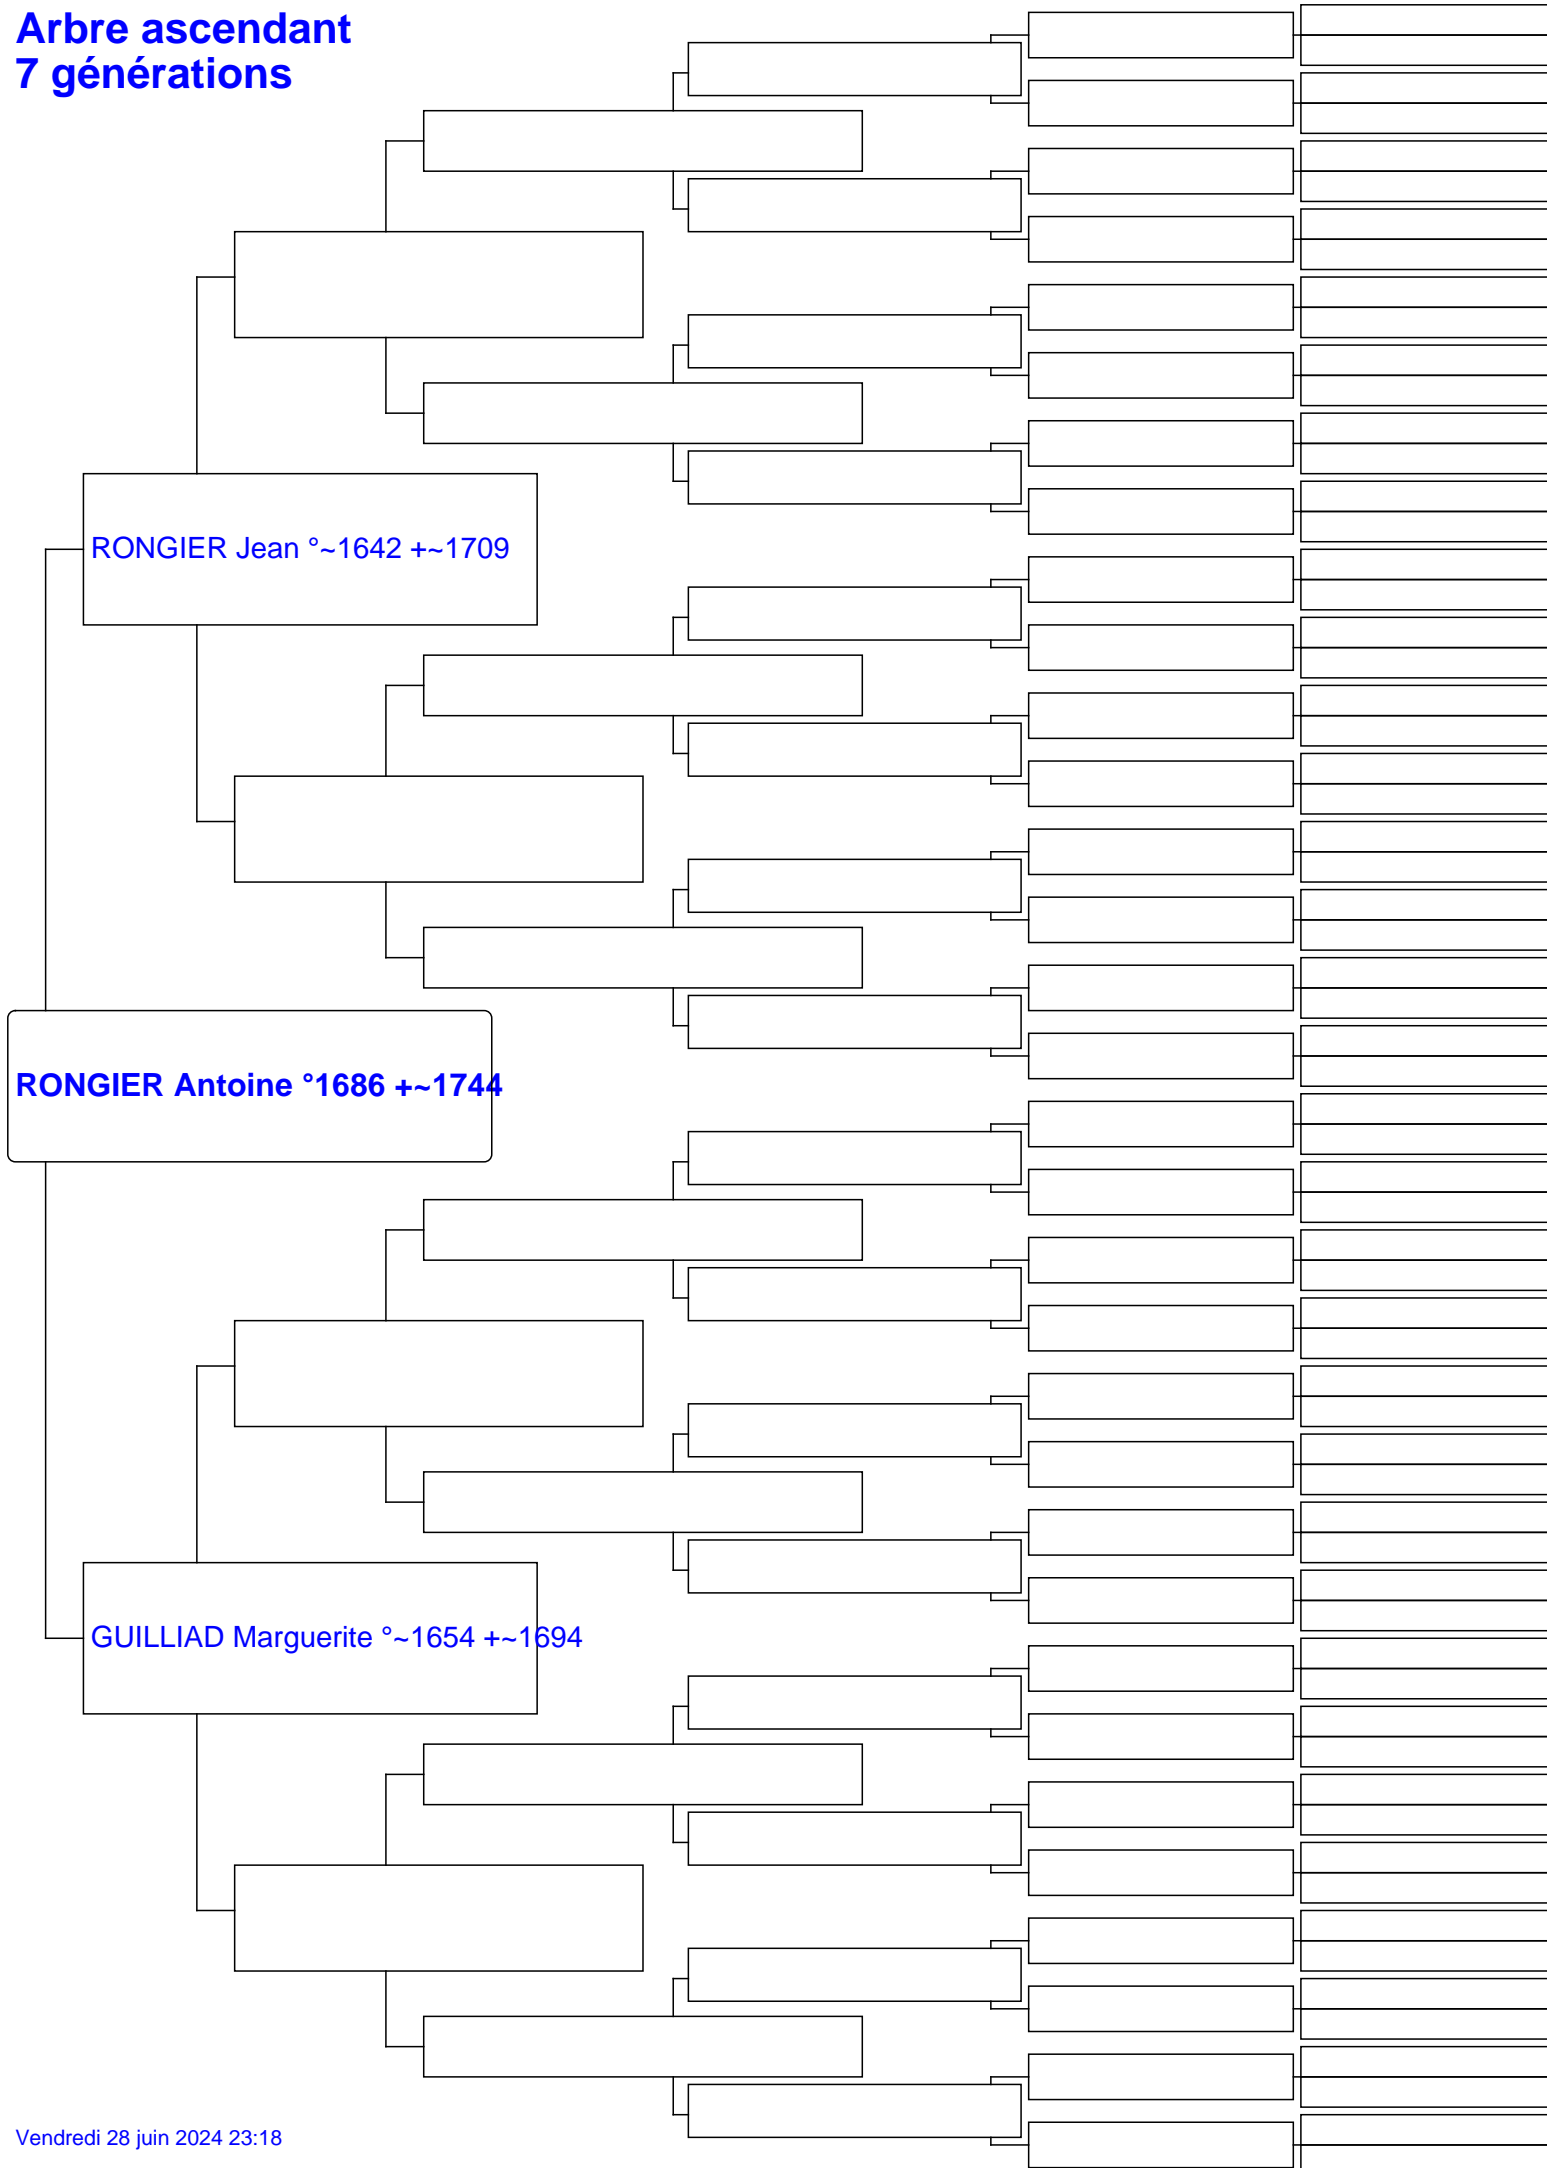 Arbre ascendant
7 générations
RONGIER Jean °~1642 +~1709
RONGIER Antoine °1686 +~1744
GUILLIAD Marguerite °~1654 +~1694
Vendredi 28 juin 2024 23:18